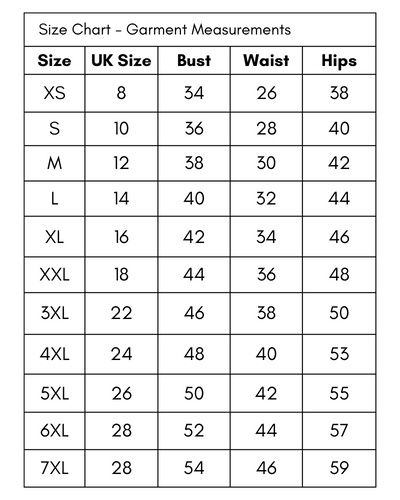 Size Chart - Garment Measurements
Size UK Size Bust Waist Hips
XS 8 34 26 38
S 10 36 28 40
M 12 38 30 42
L 14 40 32 44
XL 16 42 34 46
XXL 18 44 36 48
3XL 22 46 38 50
4XL 24 48 40 53
5XL 26 50 42 55
6XL 28 52 44 57
7XL 28 54 46 59